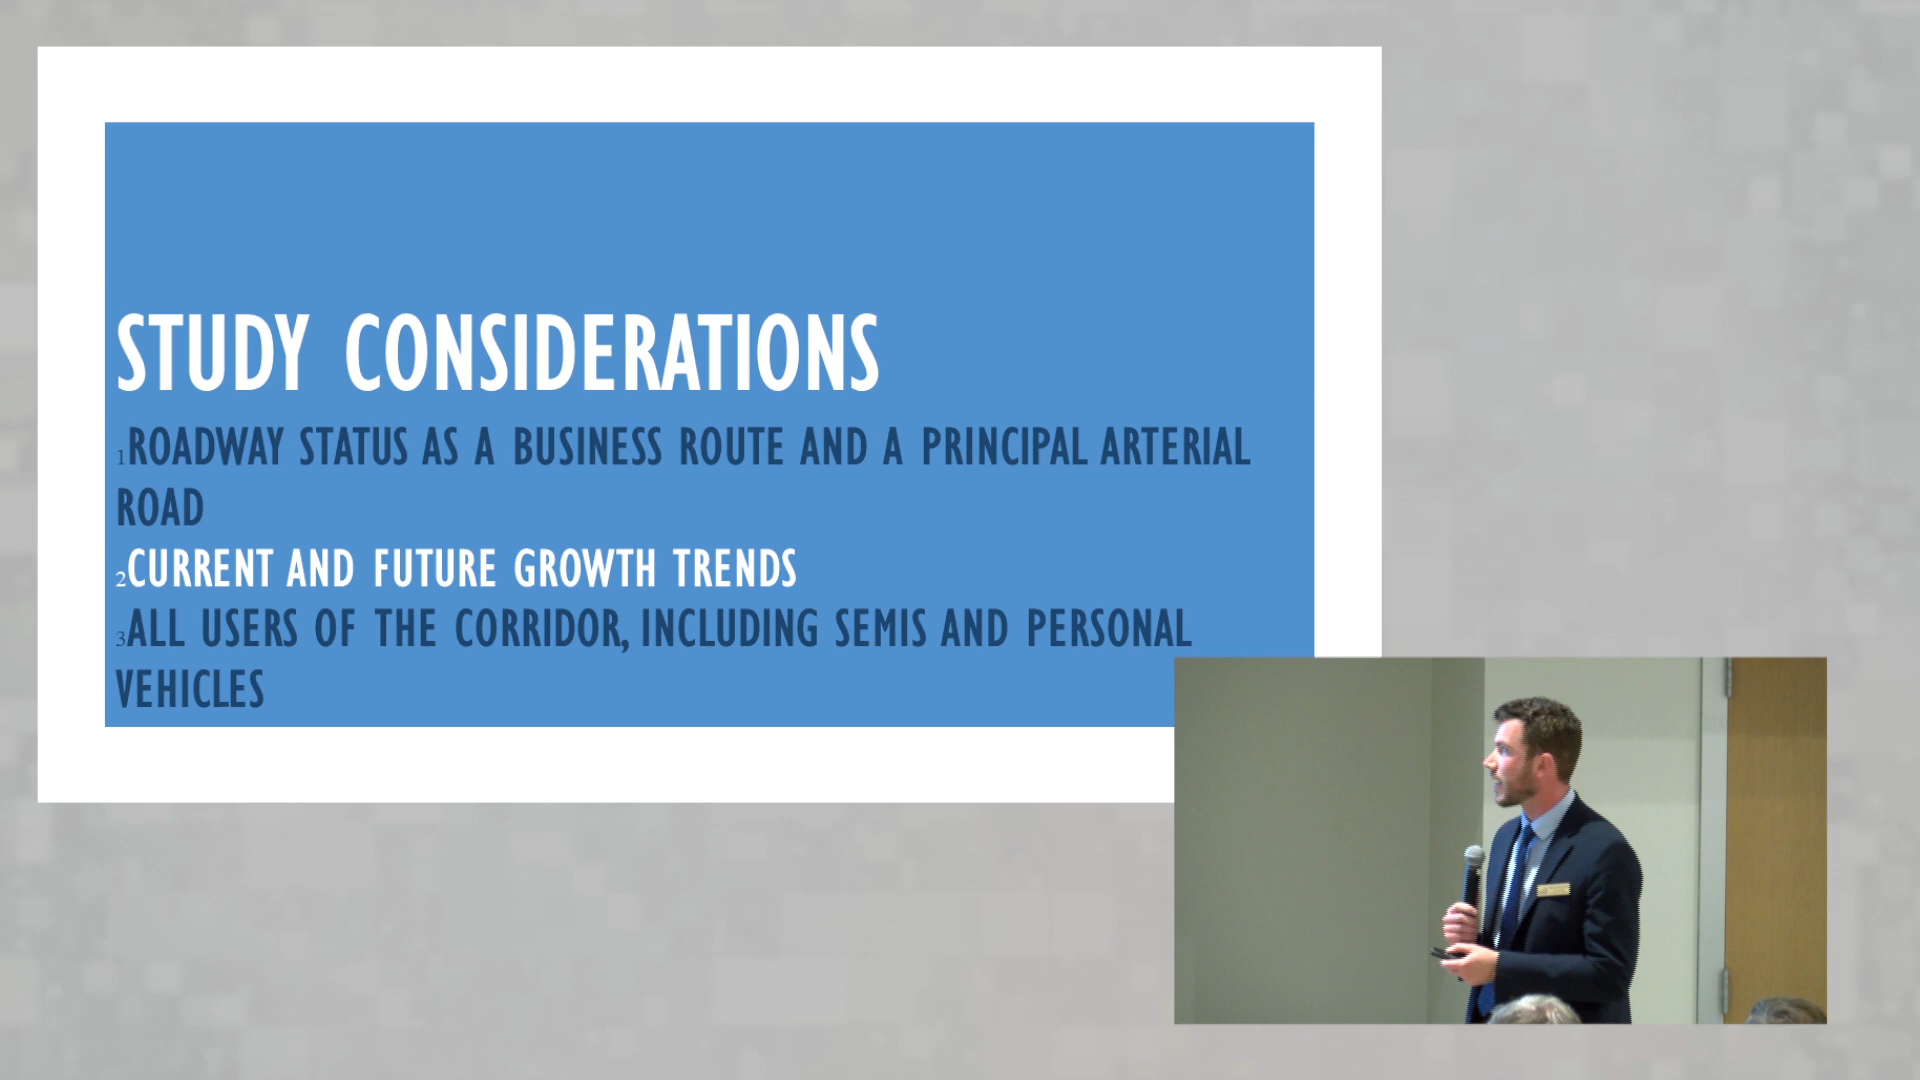 STUDY CONSIDERATIONS
1ROADWAY STATUS AS A BUSINESS ROUTE AND A PRINCIPAL ARTERIAL
ROAD
2CURRENT AND FUTURE GROWTH TRENDS
3ALL USERS OF THE CORRIDOR, INCLUDING SEMIS AND PERSONAL
VEHICLES